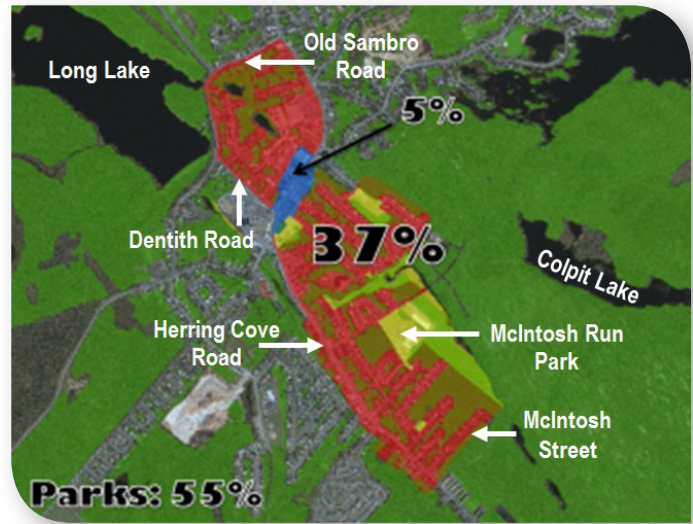 Old Sambro
Road
Long Lake
5%
Dentith Road
37%
Colpit Lake
Herring Cove
Road
McIntosh Run
Park
McIntosh
Street
Parks: 55%